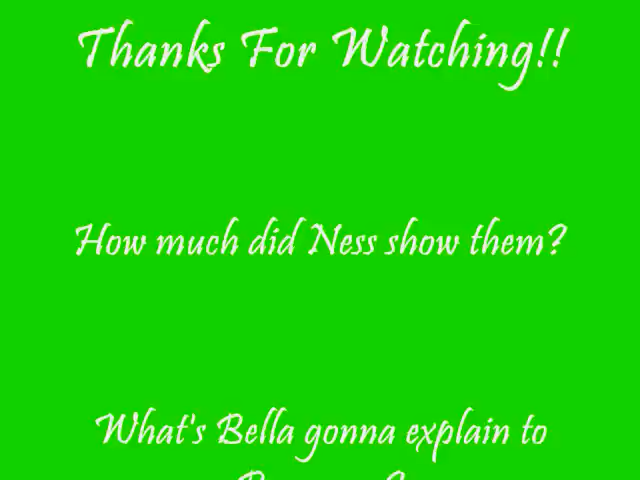 Thanks For Watching!!
How much did Ness show them?
What's Bella gonna explain to